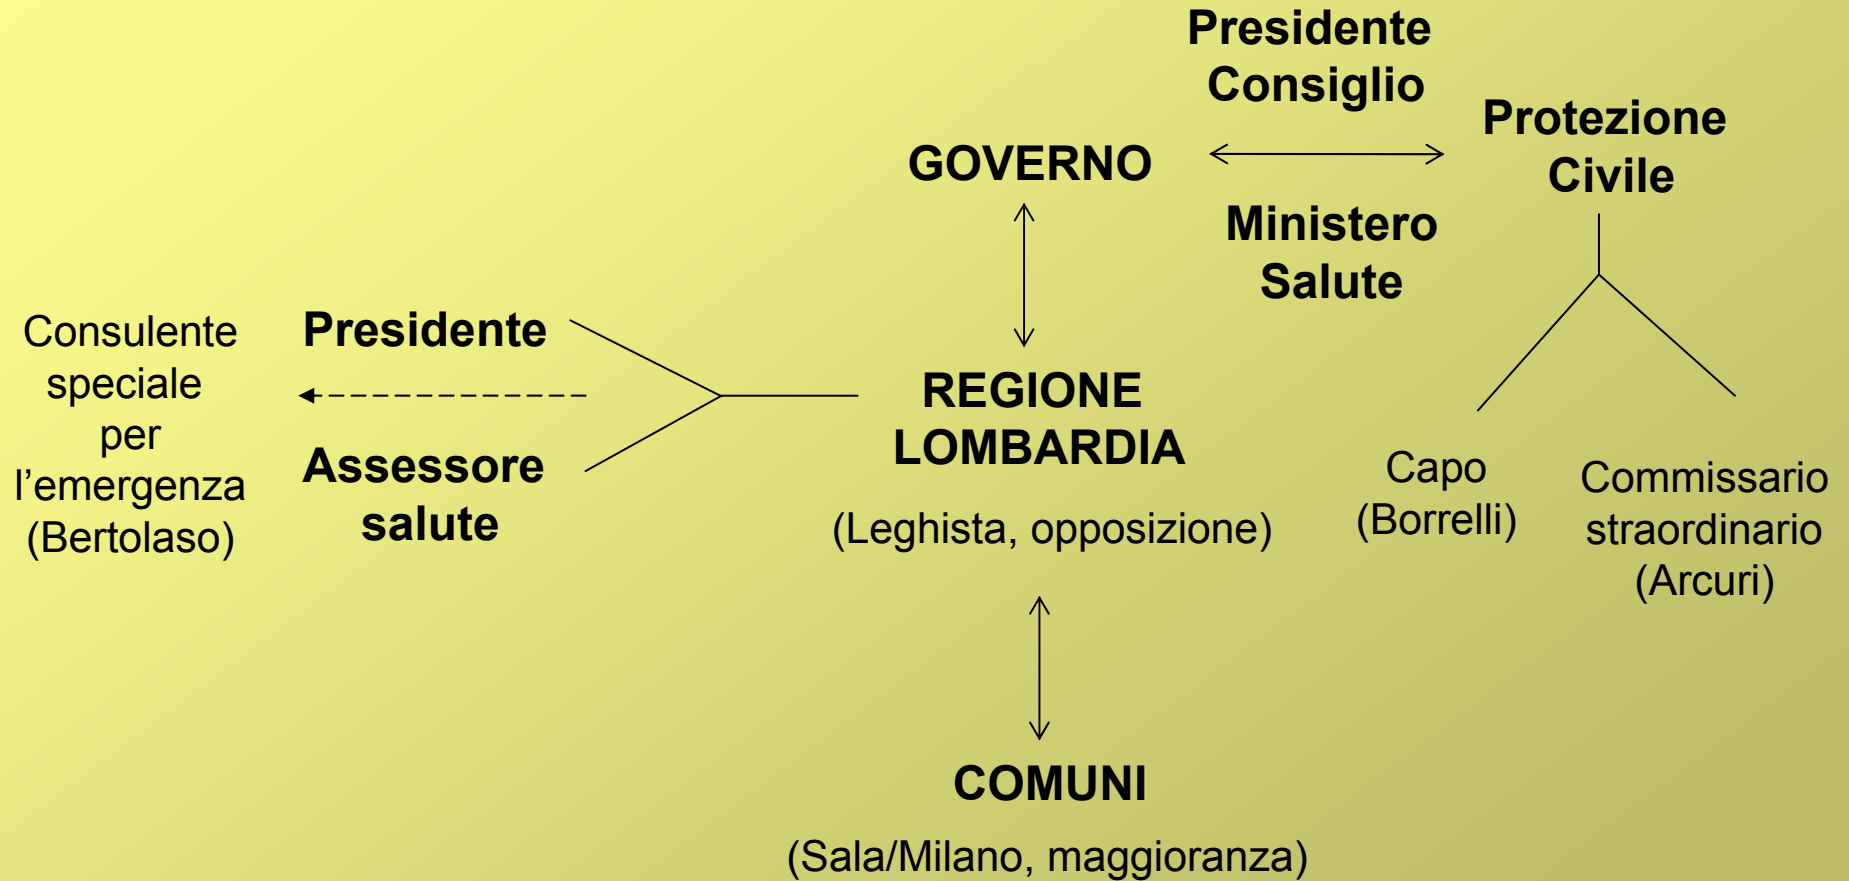 Presidente
Consiglio
Protezione
Civile
GOVERNO
Ministero
Salute
Consulente
speciale
per
l’emergenza
(Bertolaso)
Presidente
Assessore
salute
REGIONE
LOMBARDIA
(Leghista, opposizione)
Capo
(Borrelli)
Commissario
straordinario
(Arcuri)
COMUNI
(Sala/Milano, maggioranza)